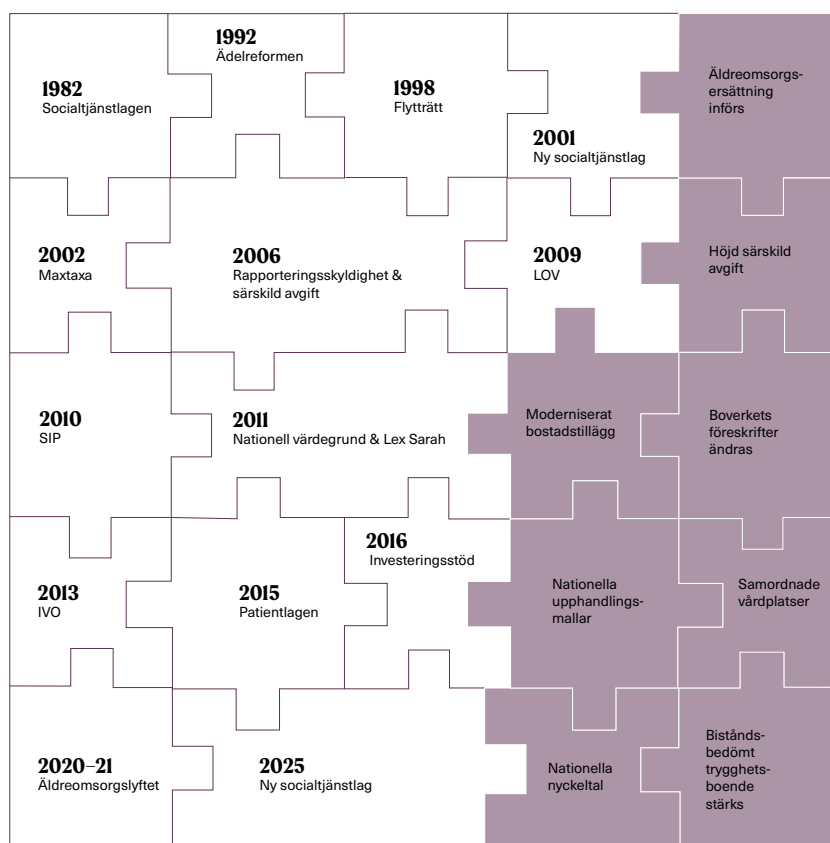 1982
Socialtjänstlagen
1992
Ädelreformen
1998
Flytträtt
2001
Ny socialtjänstlag
Äldreomsorgs-
ersättning
införs
2002
Maxtaxa
2006
Rapporteringsskyldighet &
särskild avgift
2009
LOV
Höjd särskild
avgift
2010
SIP
2011
Nationell värdegrund & Lex Sarah
Moderniserat
bostadstillägg
Boverkets
föreskrifter
ändras
2013
IVO
2015
Patientlagen
2016
Investeringsstöd
Nationella
upphandlings-
mallar
Samordnade
vårdplatser
2020–21
Äldreomsorgslyftet
2025
Ny socialtjänstlag
Nationella
nyckeltal
Bistånds-
bedömt
trygghets-
boende
stärks